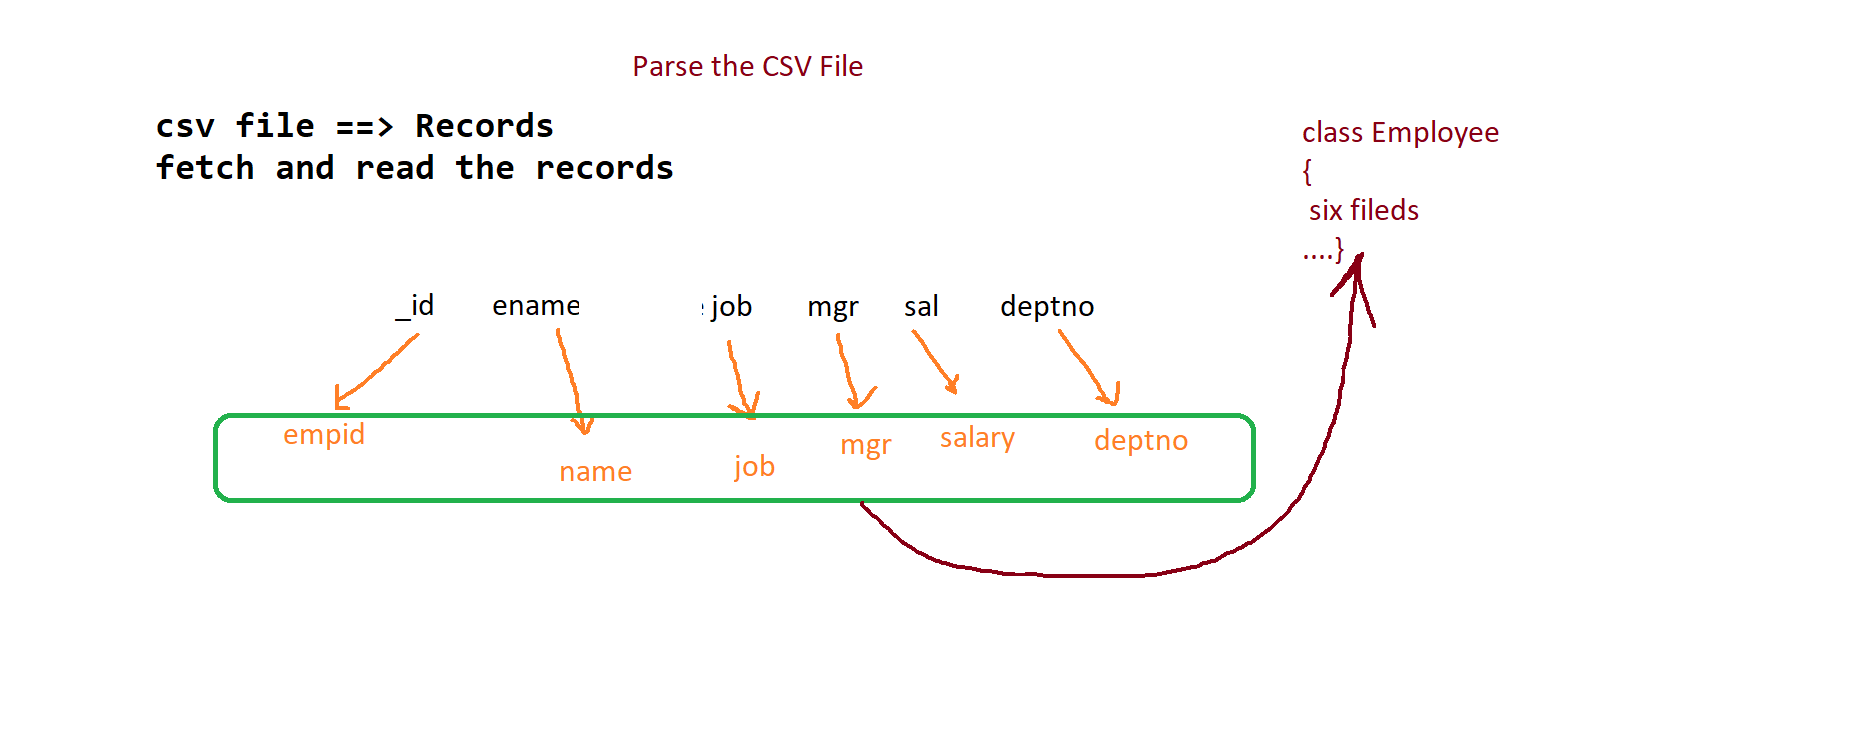 Parse the CSV File
csv file ==> Records
fetch and read the records
class Employee
{
six fileds
....}
_id ename job mgr sal deptno
empid name job mgr salary deptno